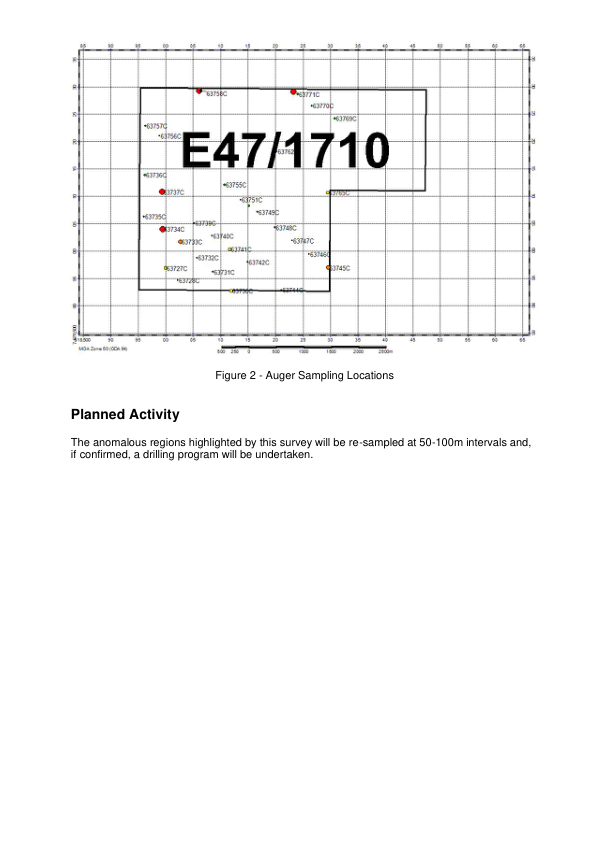 63758C
63771C
63770C
63769C
63757C
63756C
E47/1710
63736C
63755C
63737C
63765C
63751C
63749C
63735C
63739C
63734C
63748C
63740C
63733C
63747C
63741C
63746C
63732C
63742C
63727C
63745C
63731C
63728C
500 250 0 500 1000 1500 2000 2500m
Figure 2 - Auger Sampling Locations
Planned Activity
The anomalous regions highlighted by this survey will be re-sampled at 50-100m intervals and,
if confirmed, a drilling program will be undertaken.